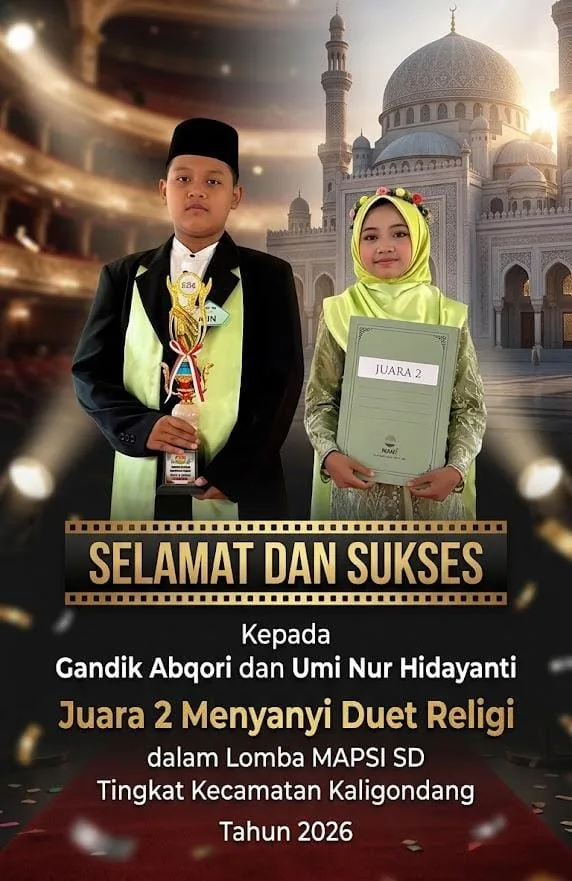 JUARA 2
SELAMAT DAN SUKSES
Kepada
Gandik Abqori dan Umi Nur Hidayanti
Juara 2 Menyanyi Duet Religi
dalam Lomba MAPSI SD
Tingkat Kecamatan Kaligondang
Tahun 2026